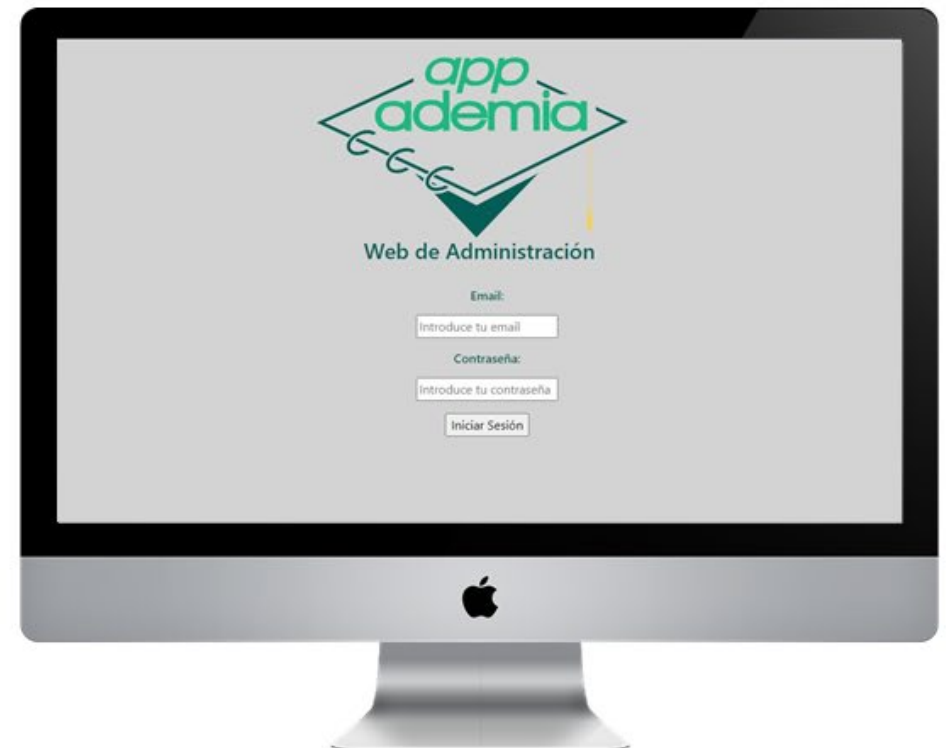 app
ademia
Web de Administración
Email:
Introduce tu email
Contraseña:
Introduce tu contraseña
Iniciar Sesión